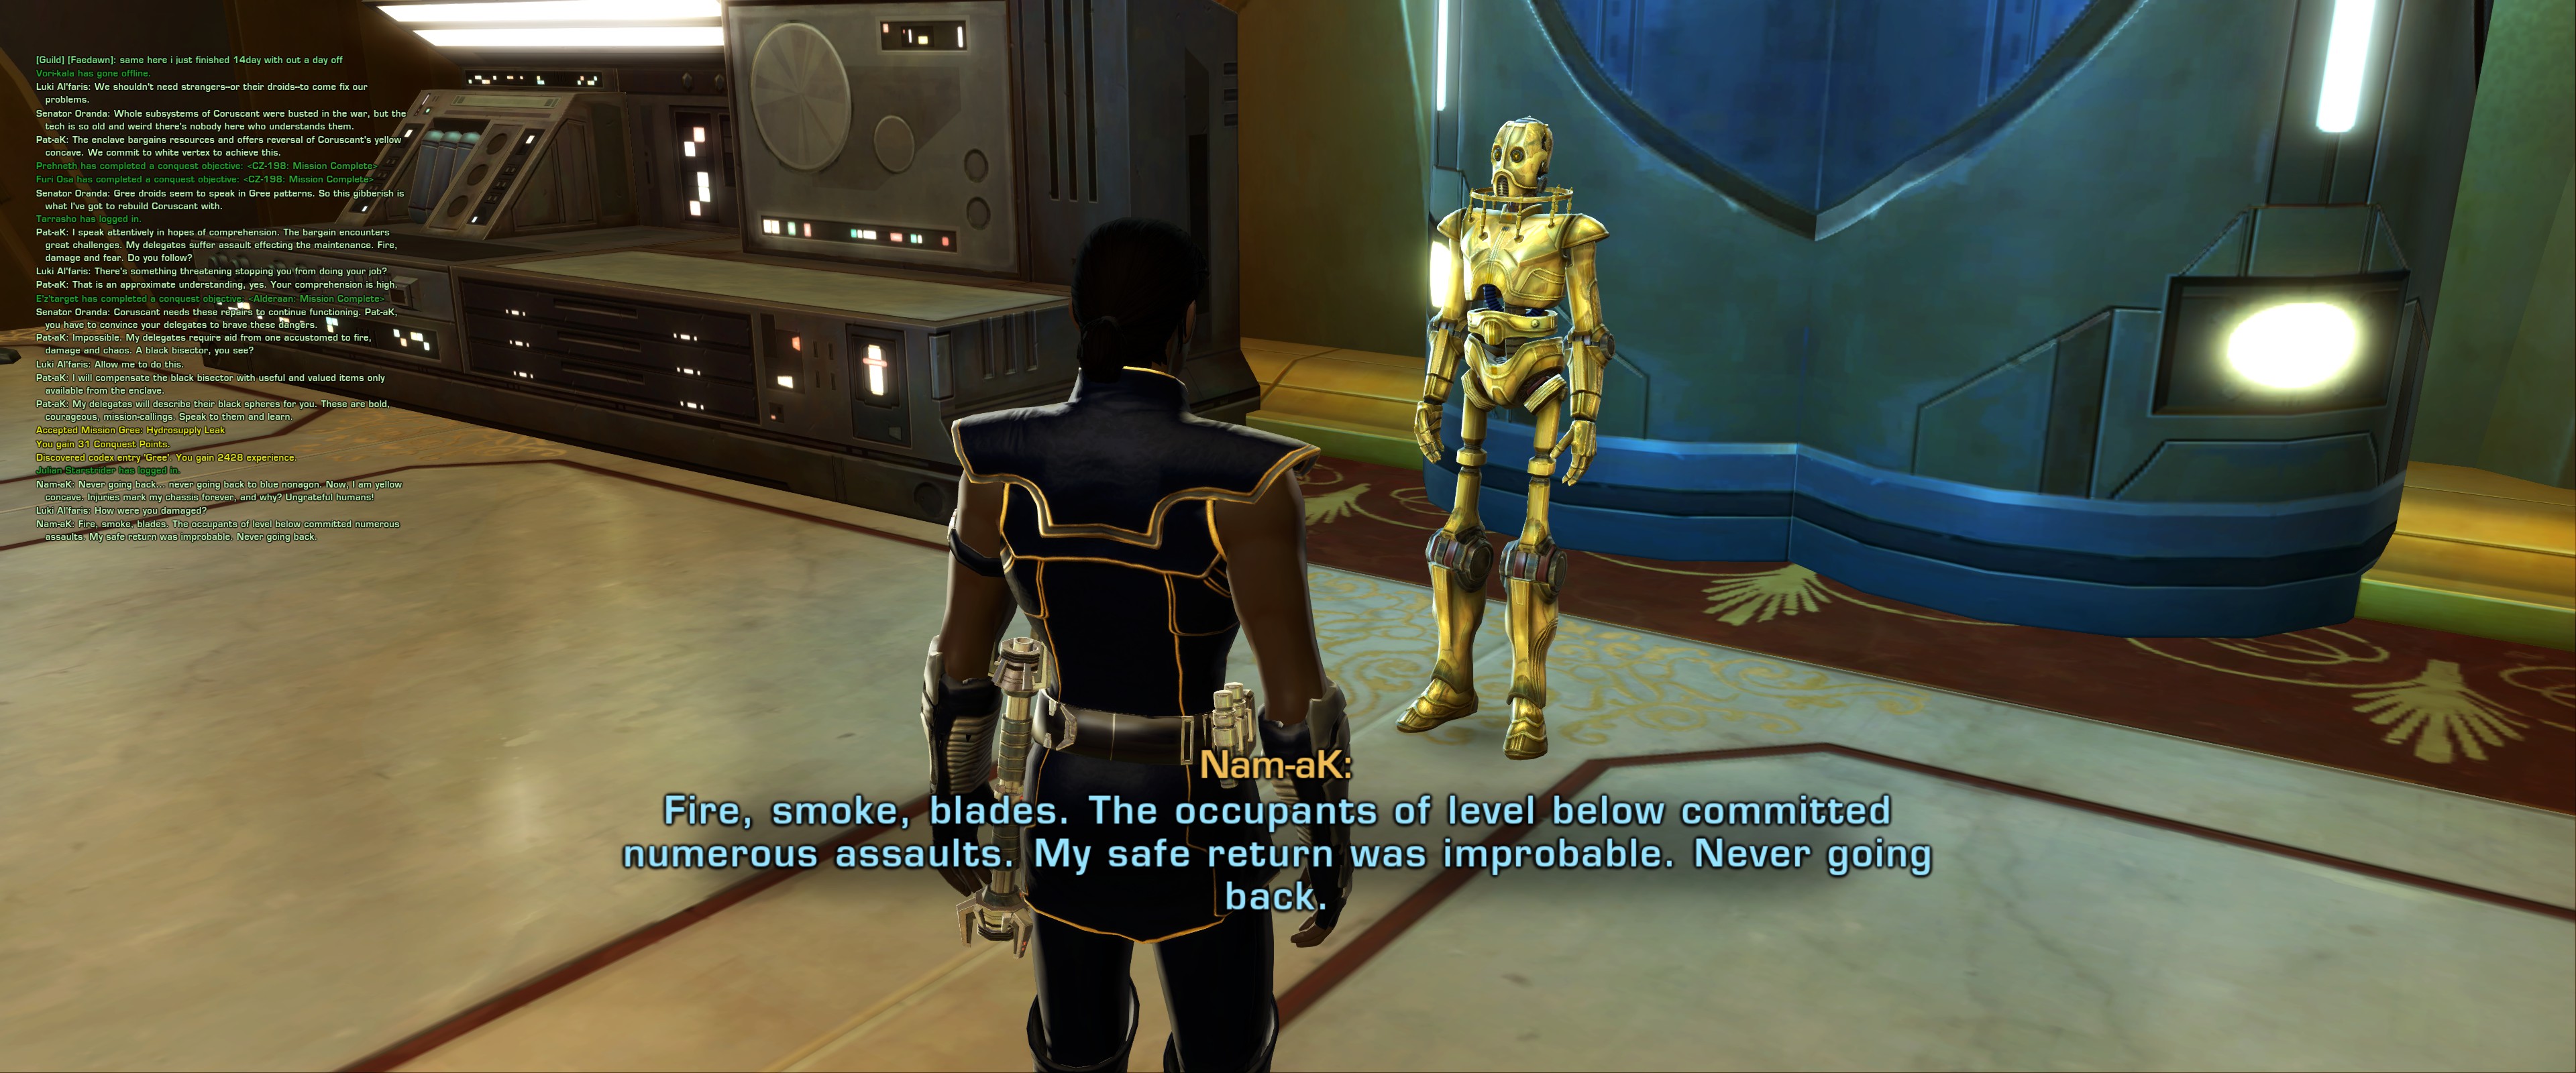 [Guild] [Faedawn]: same here i just finished 14day with out a day off
Vori-kala has gone offline.
Luki Al'faris: We shouldn't need strangers--or their droids--to come fix our
problems.
Senator Oranda: Whole subsystems of Coruscant were busted in the war, but the
tech is so old and weird there's nobody here who understands them.
Pat-aK: The enclave bargains resources and offers reversal of Coruscant's yellow
concave. We commit to white vertex to achieve this.
Prehneth has completed a conquest objective: <CZ-198: Mission Complete>
Furi Osa has completed a conquest objective: <CZ-198: Mission Complete>
Senator Oranda: Gree droids seem to speak in Gree patterns. So this gibberish is
what I've got to rebuild Coruscant with.
Tarrasho has logged in.
Pat-aK: I speak attentively in hopes of comprehension. The bargain encounters
great challenges. My delegates suffer assault effecting the maintenance. Fire,
damage and fear. Do you follow?
Luki Al'faris: There's something threatening stopping you from doing your job?
Pat-aK: That is an approximate understanding, yes. Your comprehension is high.
E'z'target has completed a conquest objective: <Alderaan: Mission Complete>
Senator Oranda: Coruscant needs these repairs to continue functioning. Pat-aK,
you have to convince your delegates to brave these dangers.
Pat-aK: Impossible. My delegates require aid from one accustomed to fire,
damage and chaos. A black bisector, you see?
Luki Al'faris: Allow me to do this.
Pat-aK: I will compensate the black bisector with useful and valued items only
available from the enclave.
Pat-aK: My delegates will describe their black spheres for you. These are bold,
courageous, mission-callings. Speak to them and learn.
Accepted Mission Gree: Hydrosupply Leak
You gain 31 Conquest Points.
Discovered codex entry 'Gree'. You gain 2428 experience.
Julian Starstrider has logged in.
Nam-aK: Never going back... never going back to blue nonagon. Now, I am yellow
concave. Injuries mark my chassis forever, and why? Ungrateful humans!
Luki Al'faris: How were you damaged?
Nam-aK: Fire, smoke, blades. The occupants of level below committed numerous
assaults. My safe return was improbable. Never going back.
Nam-aK:
Fire, smoke, blades. The occupants of level below committed
numerous assaults. My safe return was improbable. Never going
back.